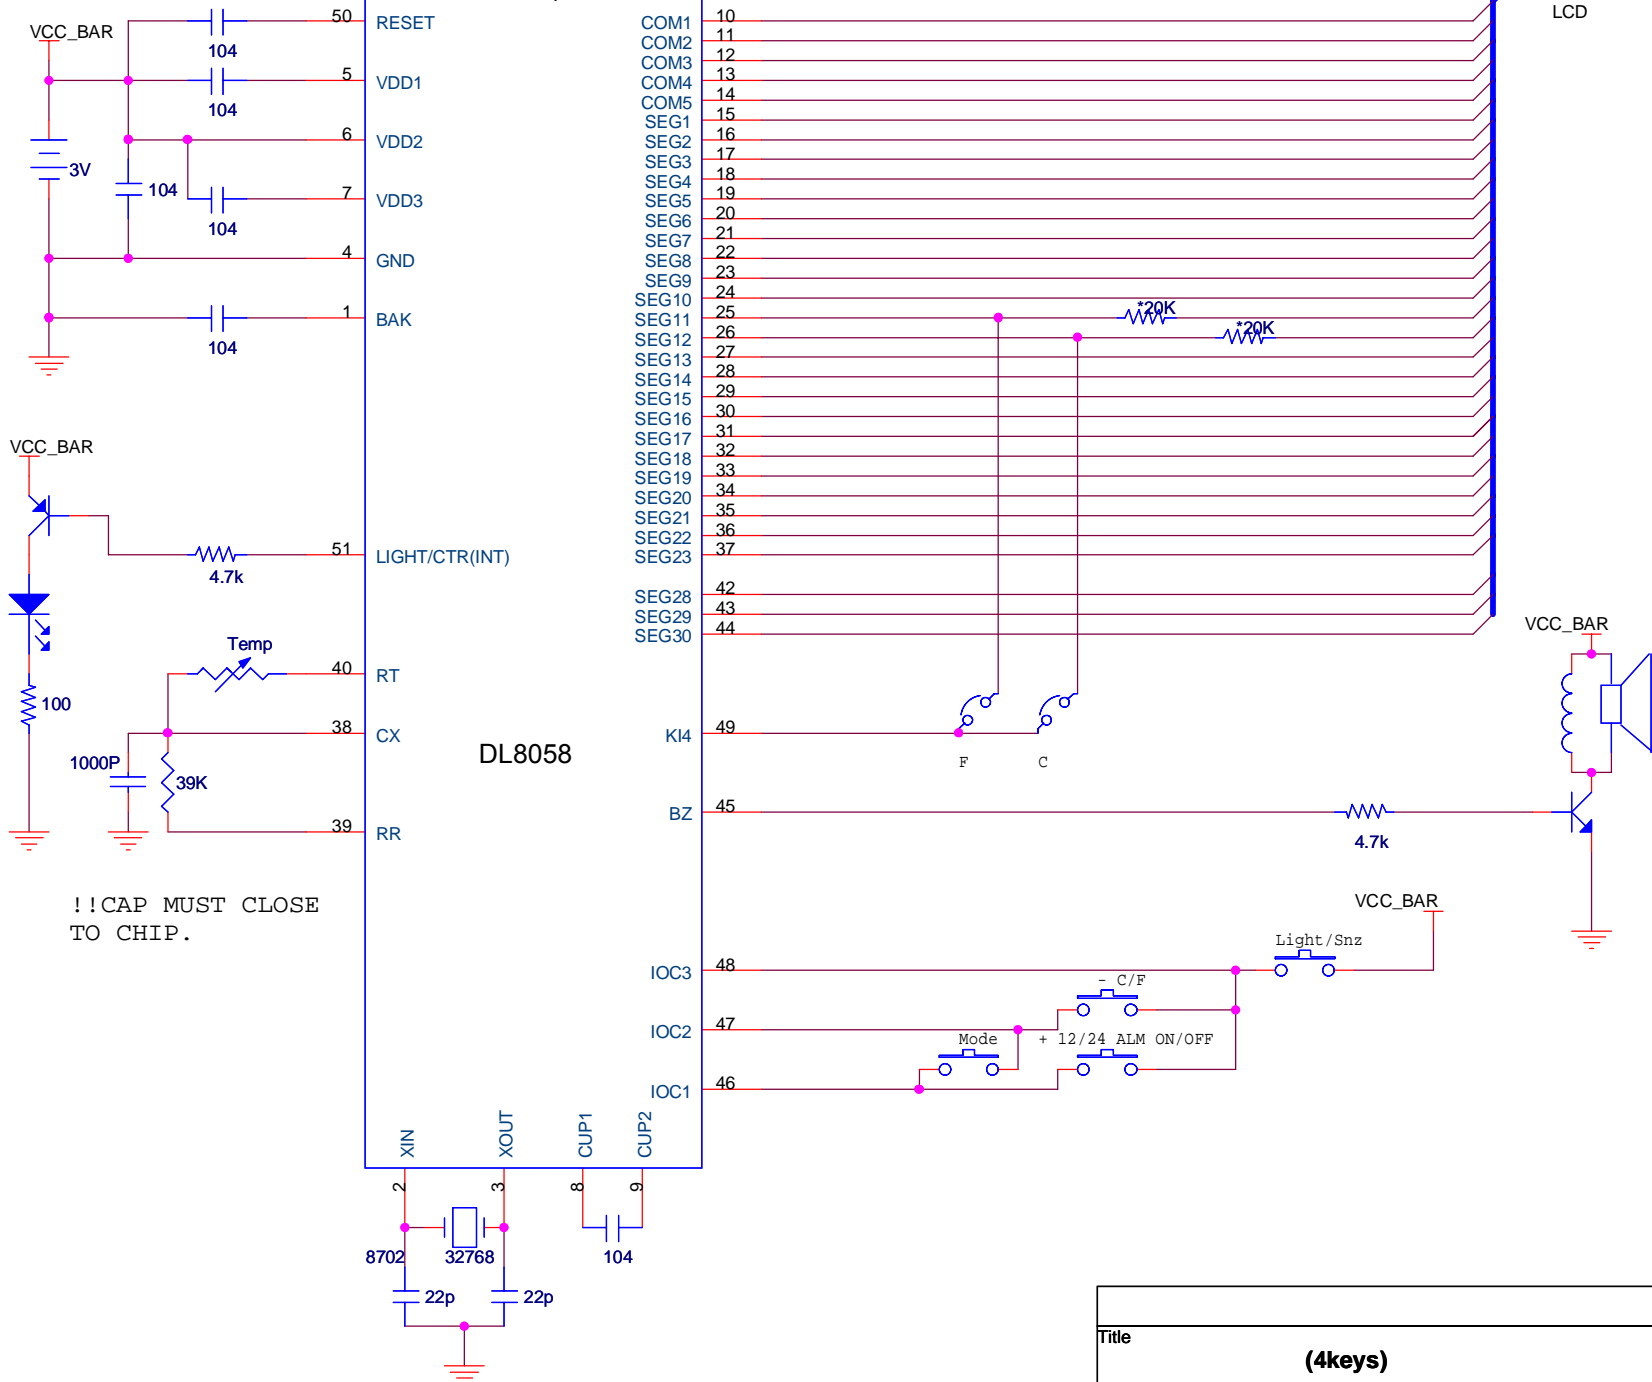 LCD
VCC_BAR
50 RESET
104
5 VDD1
104
6 VDD2
3V
104
7 VDD3
104
4 GND
1 BAK
104
COM1 10
COM2 11
COM3 12
COM4 13
COM5 14
SEG1 15
SEG2 16
SEG3 17
SEG4 18
SEG5 19
SEG6 20
SEG7 21
SEG8 22
SEG9 23
SEG10 24
SEG11 25 *20K
SEG12 26 *20K
SEG13 27
SEG14 28
SEG15 29
SEG16 30
SEG17 31
SEG18 32
SEG19 33
SEG20 34
SEG21 35
SEG22 36
SEG23 37
SEG28 42
SEG29 43
SEG30 44
VCC_BAR
51 LIGHT/CTR(INT)
4.7k
100
Temp
40 RT
38 CX
1000P
39K
39 RR
!!CAP MUST CLOSE
TO CHIP.
DL8058
KI4 49
F C
VCC_BAR
BZ 45
4.7k
VCC_BAR
Light/Snz
IOC3 48
- C/F
IOC2 47
Mode + 12/24 ALM ON/OFF
IOC1 46
XIN XOUT CUP1 CUP2
2 3 8 9
8702 32768 104
22p 22p
Title
(4keys)